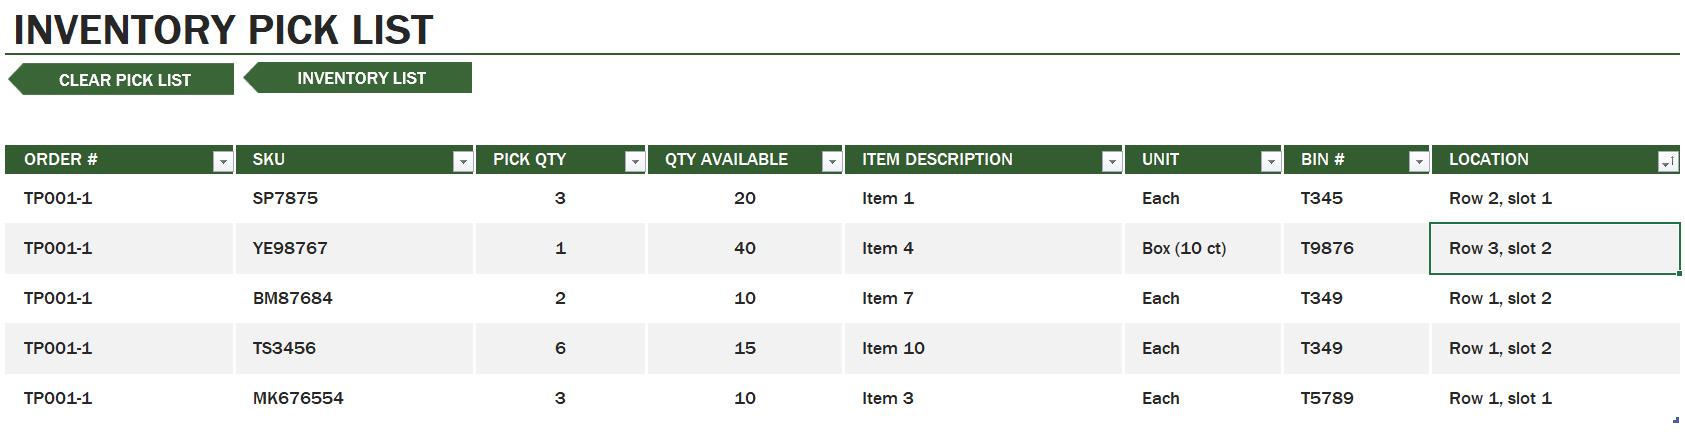 INVENTORY PICK LIST
CLEAR PICK LIST INVENTORY LIST
ORDER # SKU PICK QTY QTY AVAILABLE ITEM DESCRIPTION UNIT BIN # LOCATION
TP001-1 SP7875 3 20 Item 1 Each T345 Row 2, slot 1
TP001-1 YE98767 1 40 Item 4 Box (10 ct) T9876 Row 3, slot 2
TP001-1 BM87684 2 10 Item 7 Each T349 Row 1, slot 2
TP001-1 TS3456 6 15 Item 10 Each T349 Row 1, slot 2
TP001-1 MK676554 3 10 Item 3 Each T5789 Row 1, slot 1